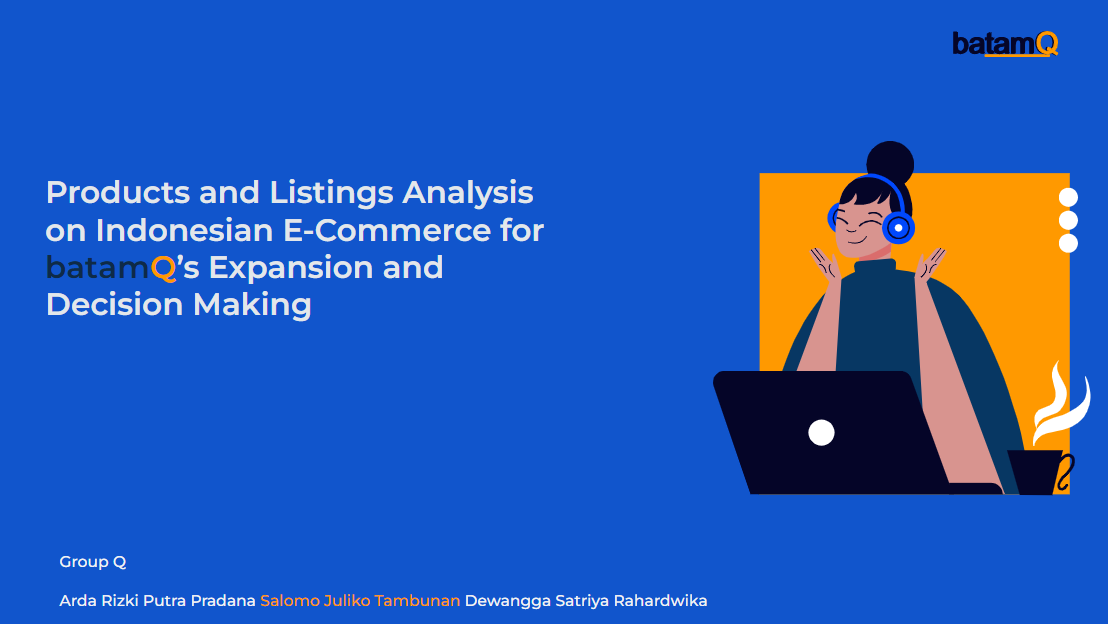 batamQ
Products and Listings Analysis
on Indonesian E-Commerce for
batamQ’s Expansion and
Decision Making
Group Q
Arda Rizki Putra Pradana Salomo Juliko Tambunan Dewangga Satriya Rahardwika